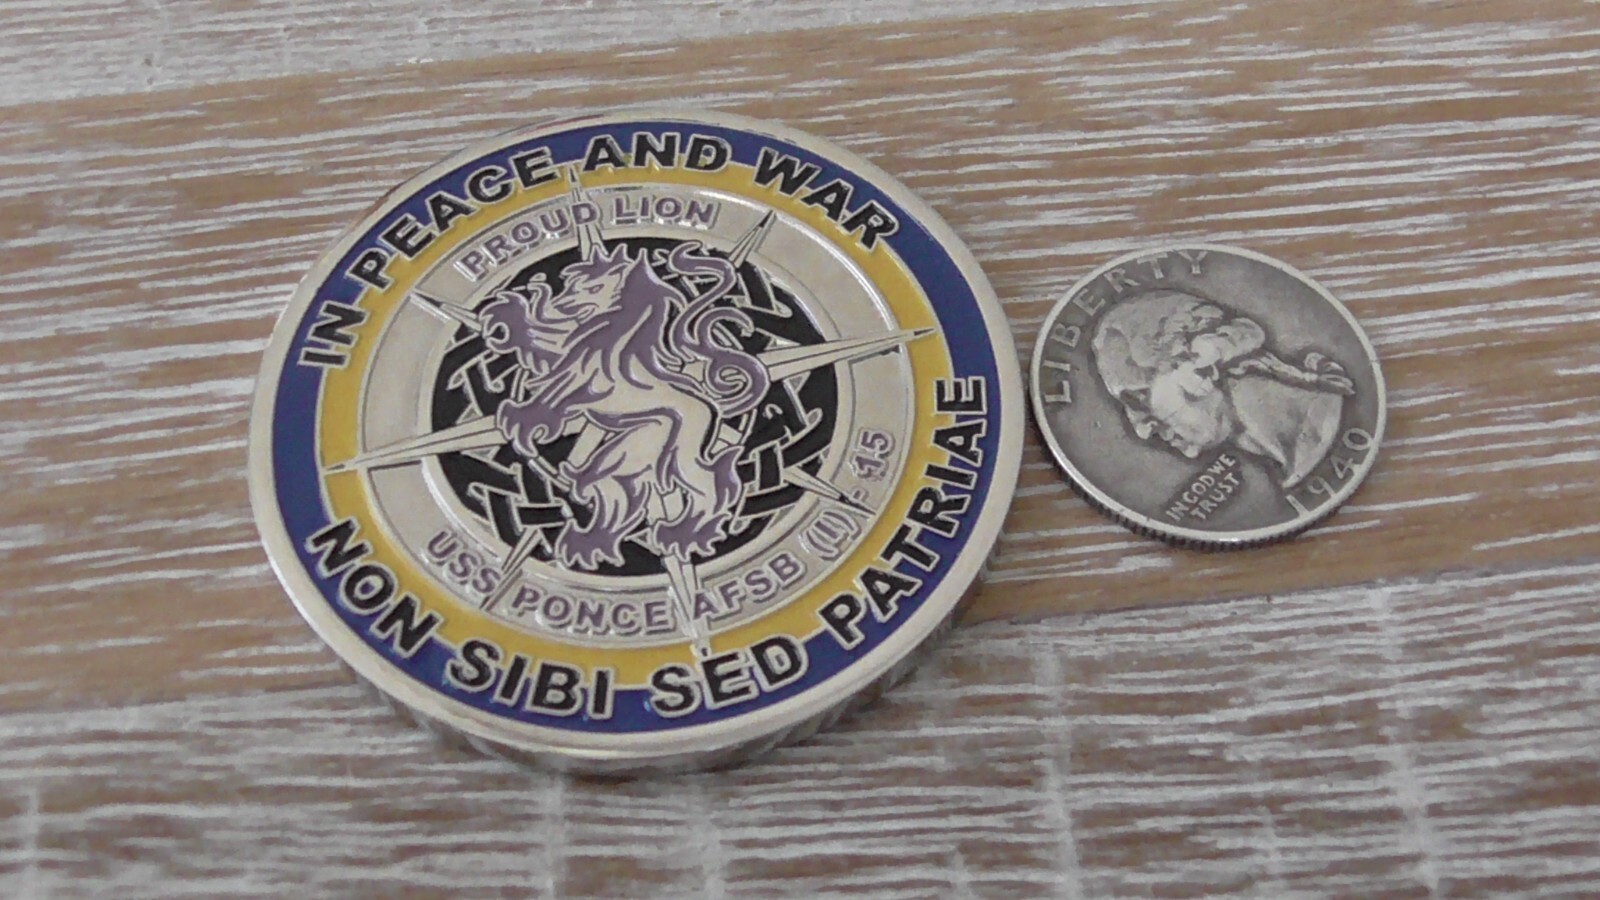 IN PEACE AND WAR
PROUD LION
USS PONCE AFSB (I) - 15
NON SIBI SED PATRIAE
LIBERTY
IN GOD WE
TRUST
1940